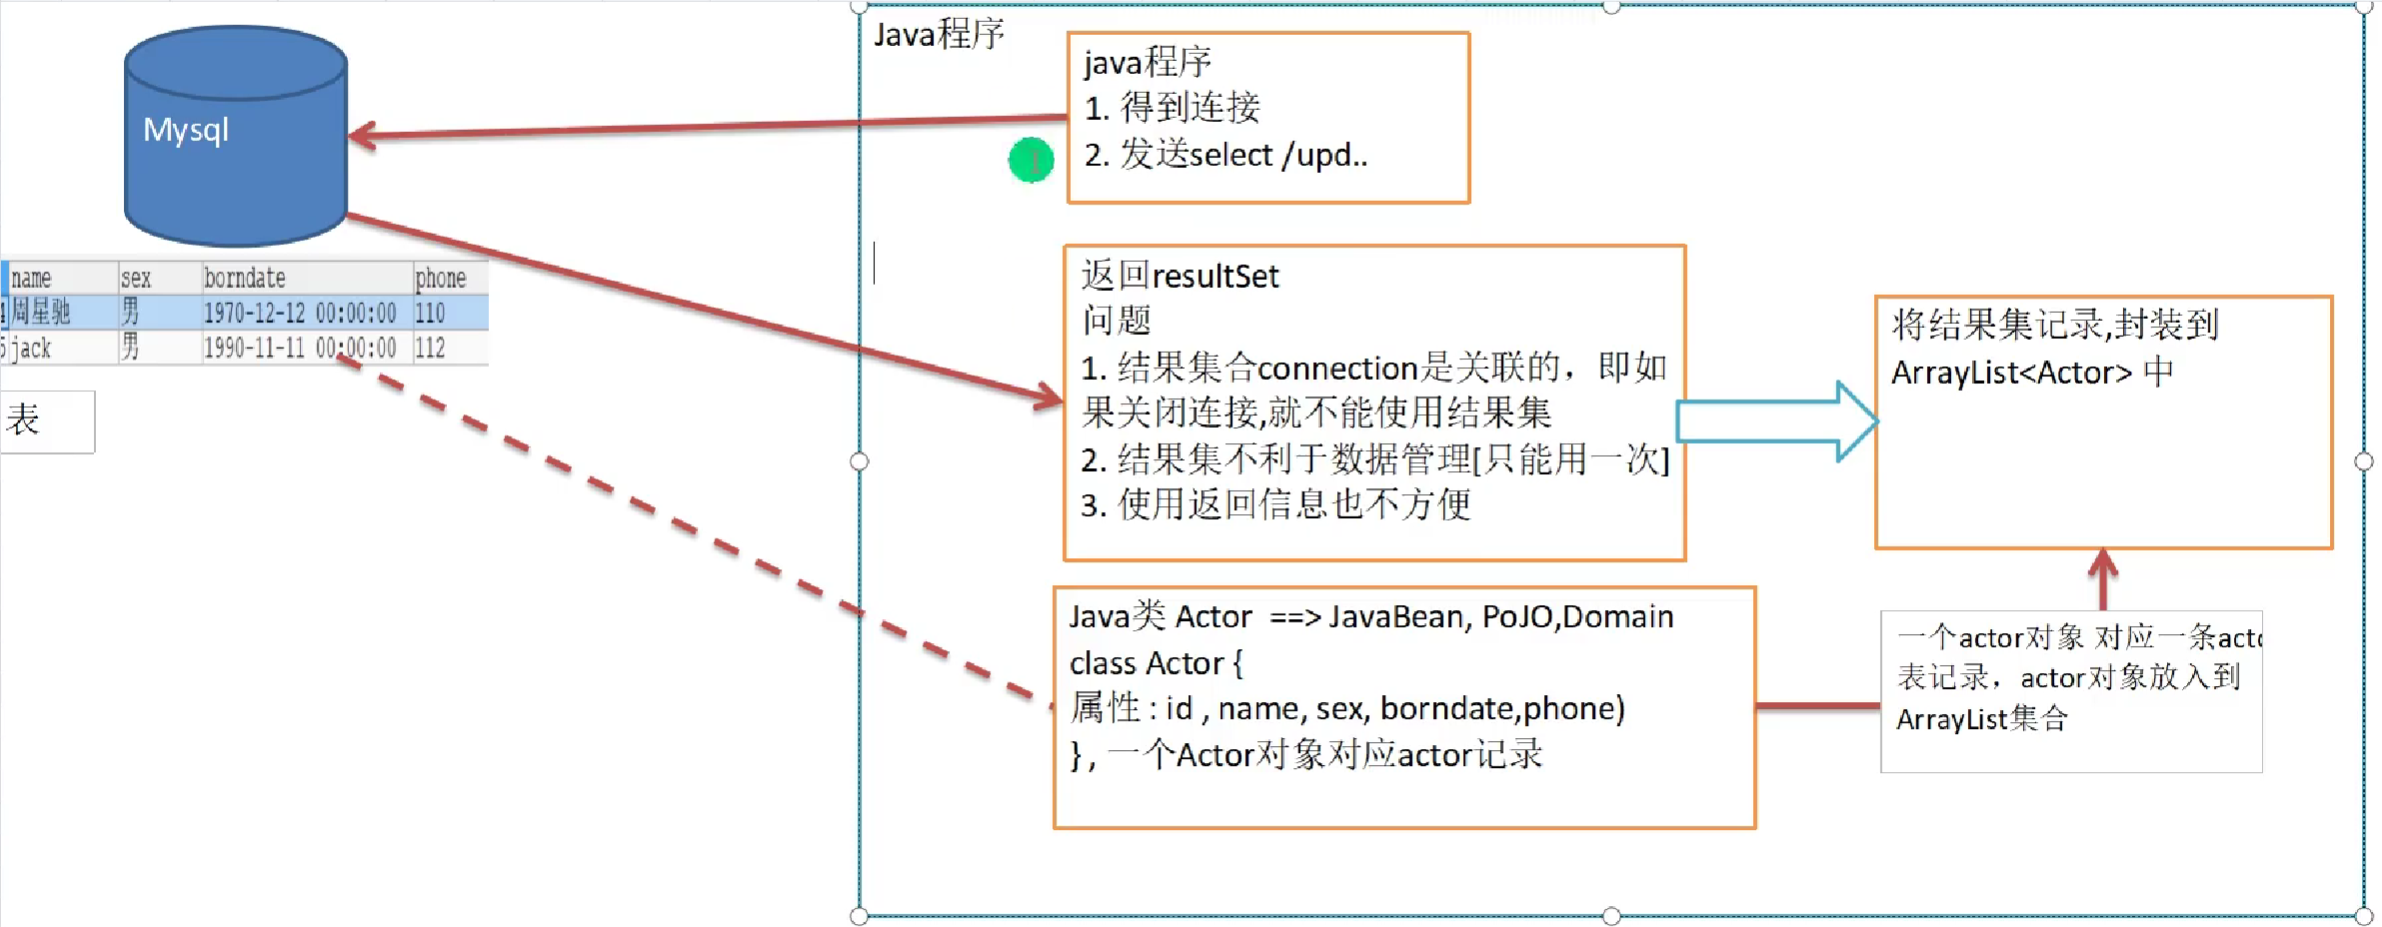 Java程序
java程序
1. 得到连接
2. 发送select /upd..
Mysql
name sex borndate phone
4 周星驰 男 1970-12-12 00:00:00 110
5 jack 男 1990-11-11 00:00:00 112
表
返回resultSet
问题
1. 结果集合connection是关联的，即如
果关闭连接,就不能使用结果集
2. 结果集不利于数据管理[只能用一次]
3. 使用返回信息也不方便
将结果集记录,封装到
ArrayList<Actor> 中
Java类 Actor ==> JavaBean, PoJO,Domain
class Actor {
属性 : id , name, sex, borndate,phone)
} , 一个Actor对象对应actor记录
一个actor对象 对应一条acto
表记录，actor对象放入到
ArrayList集合